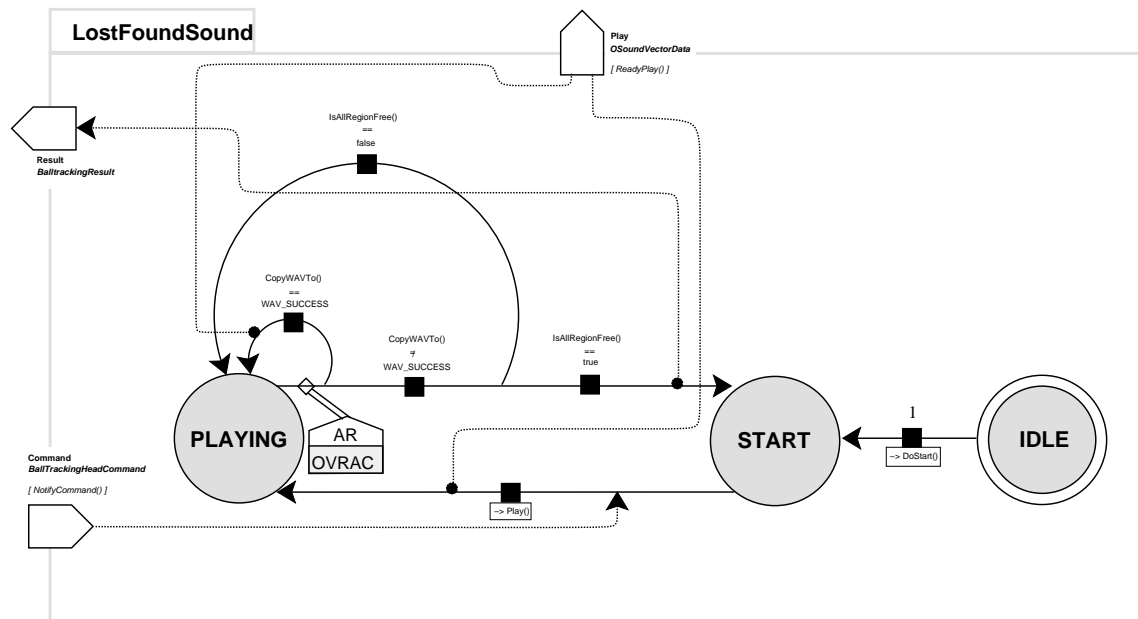 LostFoundSound
Play
OSoundVectorData
[ ReadyPlay() ]
IsAllRegionFree()
==
false
Result
BalltrackingResult
CopyWAVTo()
==
WAV_SUCCESS
CopyWAVTo()
≠
WAV_SUCCESS
IsAllRegionFree()
==
true
PLAYING
AR
OVRAC
START
1
–> DoStart()
IDLE
Command
BallTrackingHeadCommand
[ NotifyCommand() ]
–> Play()